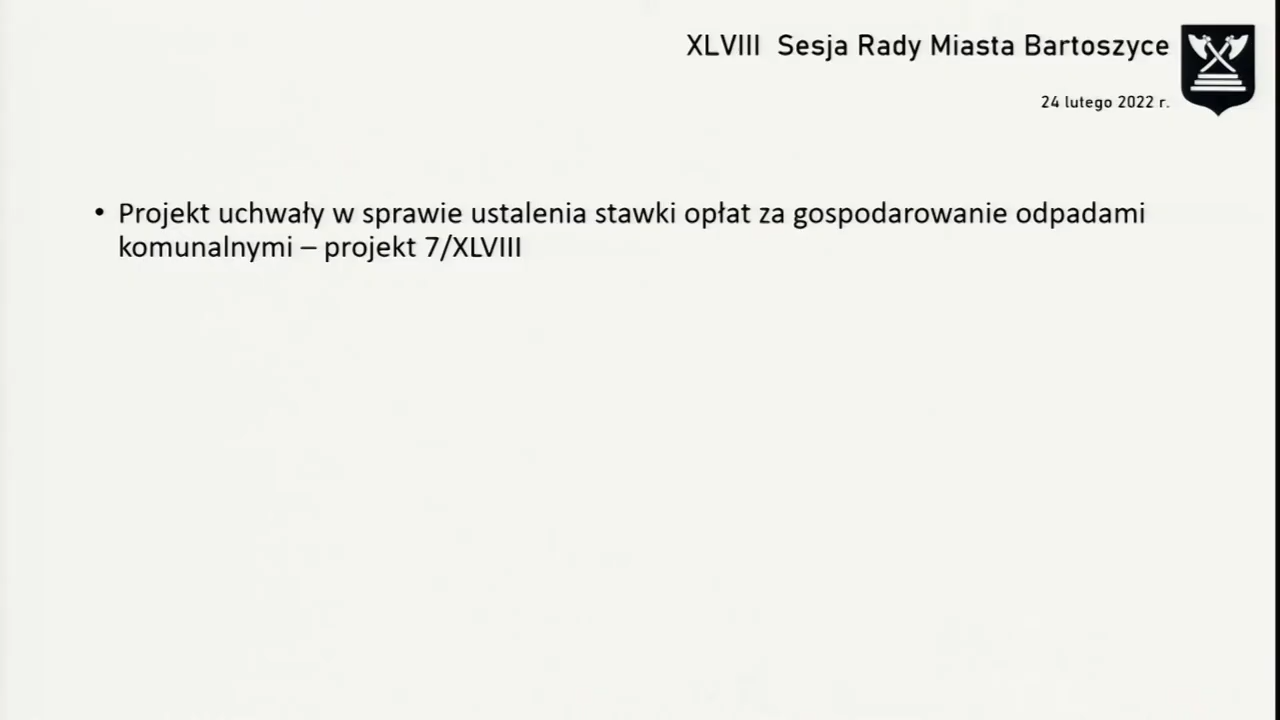 XLVIII Sesja Rady Miasta Bartoszyce
24 lutego 2022 r.
• Projekt uchwały w sprawie ustalenia stawki opłat za gospodarowanie odpadami
komunalnymi – projekt 7/XLVIII